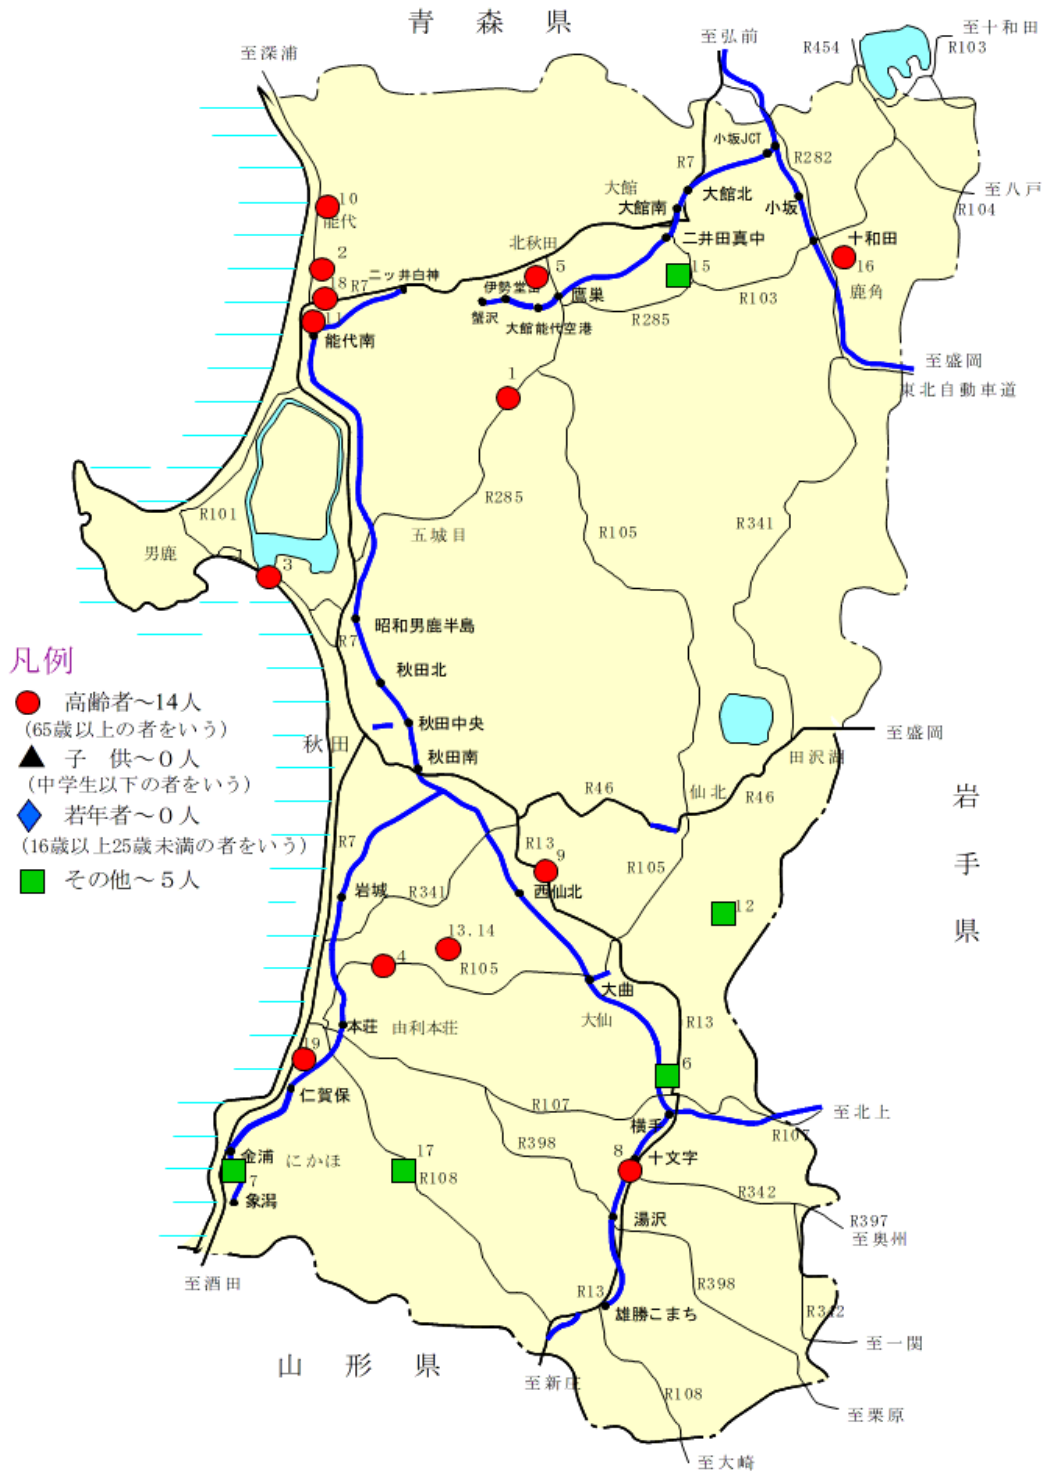 青森県
至深浦
至弘前
R454
至十和田
R103
小坂JCT
R282
R7
大館
大館北
大館南
小坂
至八戸
R104
10
能代
2
18
R7
二ッ井白神
北秋田
5
二井田真中
15
十和田
16
鹿角
伊勢堂岱
鷹巣
蟹沢
大館能代空港
R285
R103
11
能代南
1
至盛岡
東北自動車道
R285
R101
五城目
R105
R341
男鹿
3
昭和男鹿半島
R7
凡例
高齢者～14人
(65歳以上の者をいう)
子　供～０人
(中学生以下の者をいう)
若年者～０人
(16歳以上25歳未満の者をいう)
その他～５人
秋田北
秋田中央
秋田
秋田南
至盛岡
田沢湖
仙北
R46
R46
岩手県
R7
R13
9
R105
岩城
R341
西仙北
12
13.14
4
R105
大曲
大仙
R13
本荘
由利本荘
19
6
仁賀保
R107
横手
至北上
R107
R398
金浦
にかほ
17
8
十文字
7
R108
R342
象潟
湯沢
R397
至奥州
至酒田
R13
R398
雄勝こまち
R342
至一関
山形県
至新庄
R108
至栗原
至大崎